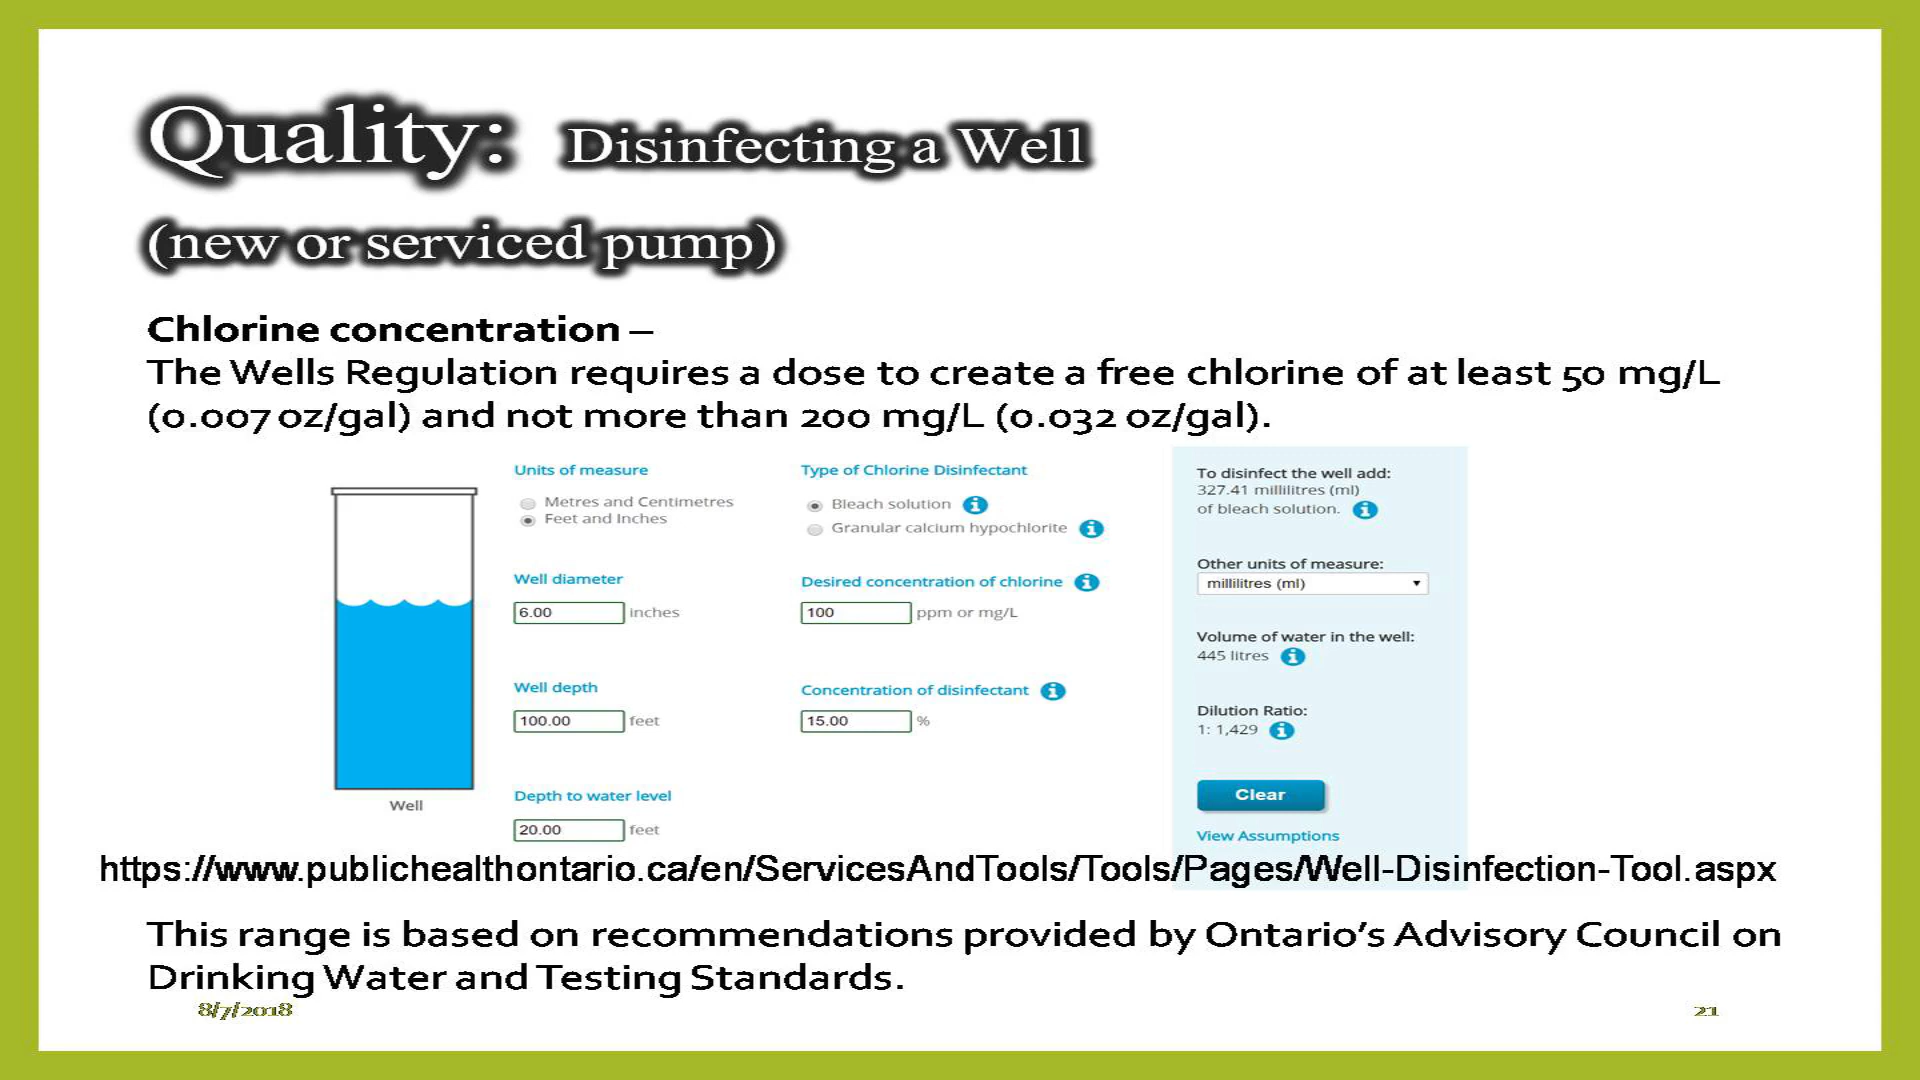 Quality: Disinfecting a Well
(new or serviced pump)
Chlorine concentration –
The Wells Regulation requires a dose to create a free chlorine of at least 50 mg/L
(0.007 oz/gal) and not more than 200 mg/L (0.032 oz/gal).
Units of measure
Metres and Centimetres
Feet and Inches
Well diameter
6.00 inches
Well depth
100.00 feet
Depth to water level
20.00 feet
Well
Type of Chlorine Disinfectant
Bleach solution
Granular calcium hypochlorite
Desired concentration of chlorine
100 ppm or mg/L
Concentration of disinfectant
15.00 %
To disinfect the well add:
327.41 millilitres (ml)
of bleach solution.
Other units of measure:
millilitres (ml)
Volume of water in the well:
445 litres
Dilution Ratio:
1: 1,429
Clear
View Assumptions
https://www.publichealthontario.ca/en/ServicesAndTools/Tools/Pages/Well-Disinfection-Tool.aspx
This range is based on recommendations provided by Ontario's Advisory Council on
Drinking Water and Testing Standards.
8/7/2018
21